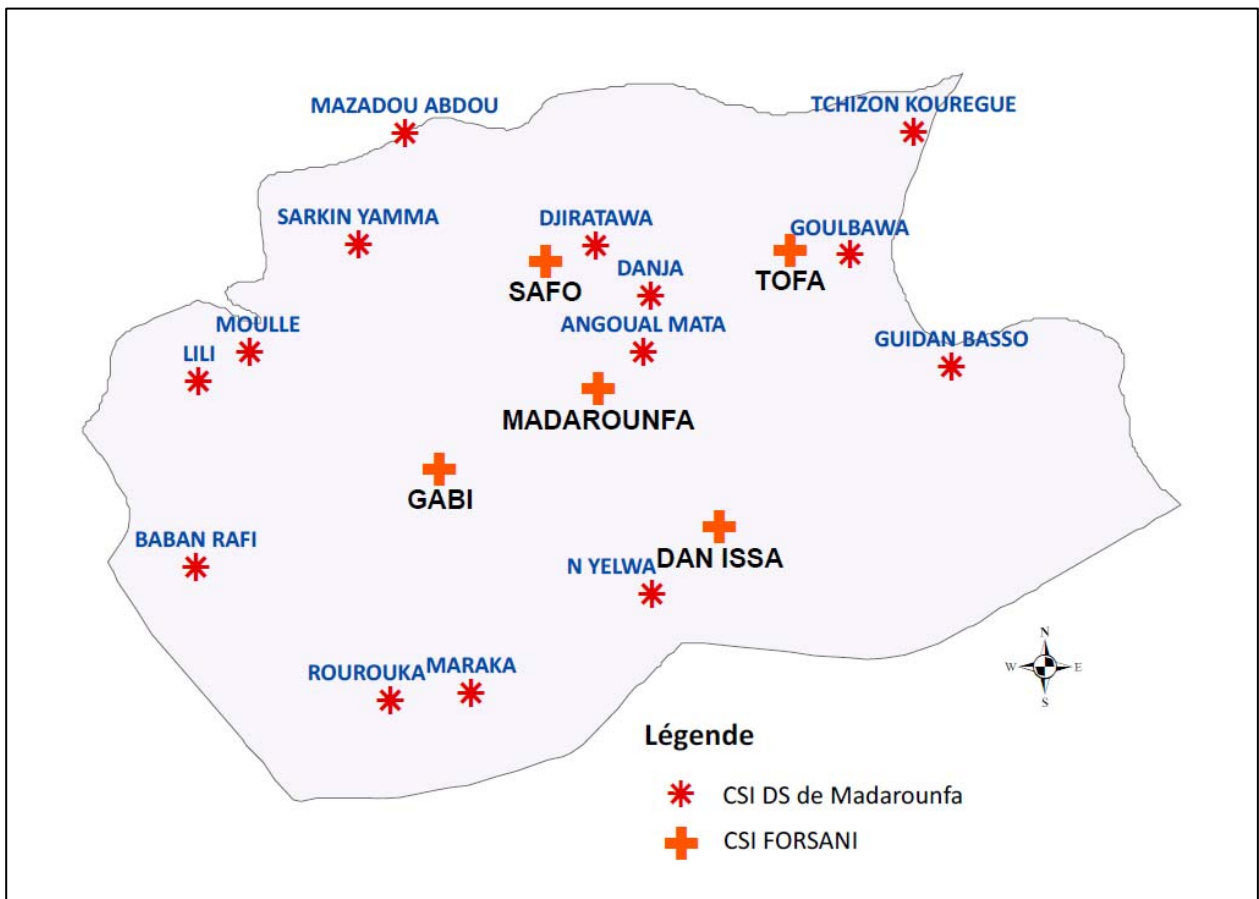 MAZADOU ABDOU
TCHIZON KOUREGUE
SARKIN YAMMA
DJIRATAWA
GOULBAWA
SAFO
DANJA
TOFA
MOULLE
ANGOUAL MATA
LILI
GUIDAN BASSO
MADAROUNFA
GABI
BABAN RAFI
N YELWA
DAN ISSA
ROUROUKA
MARAKA
N
W
E
S
Légende
CSI DS de Madarounfa
CSI FORSANI